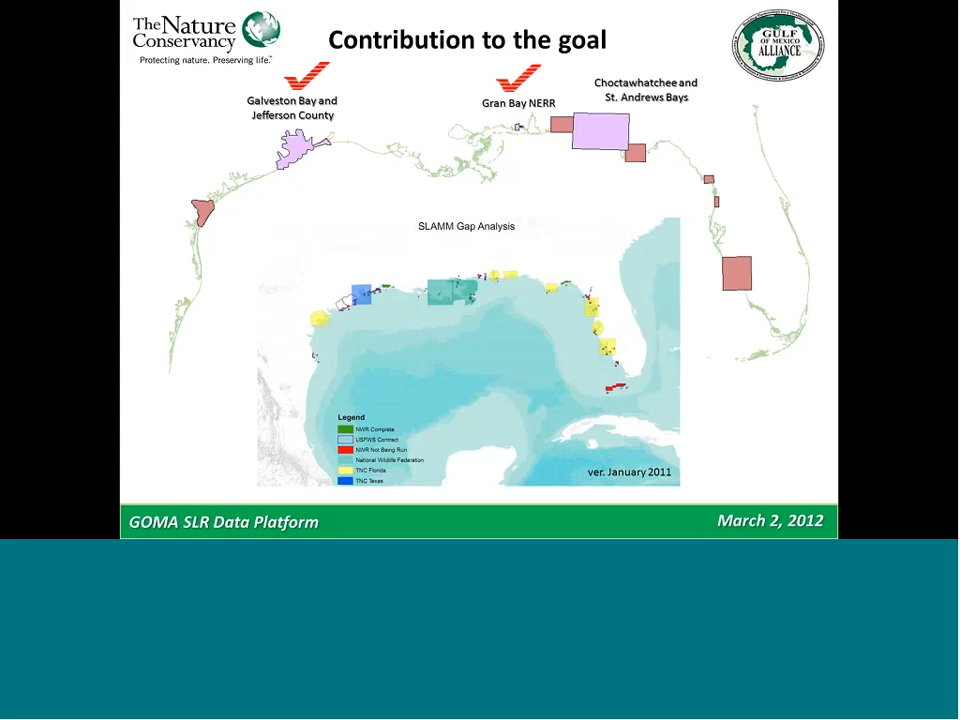 The Nature
Conservancy
Protecting nature. Preserving life.™
Contribution to the goal
GULF
OF MEXICO
ALLIANCE
Galveston Bay and
Jefferson County
Gran Bay NERR
Choctawhatchee and
St. Andrews Bays
SLAMM Gap Analysis
Legend
NWR Complete
USFWS Contract
NWR Not Being Run
National Wildlife Federation
TNC Florida
TNC Texas
ver. January 2011
GOMA SLR Data Platform
March 2, 2012